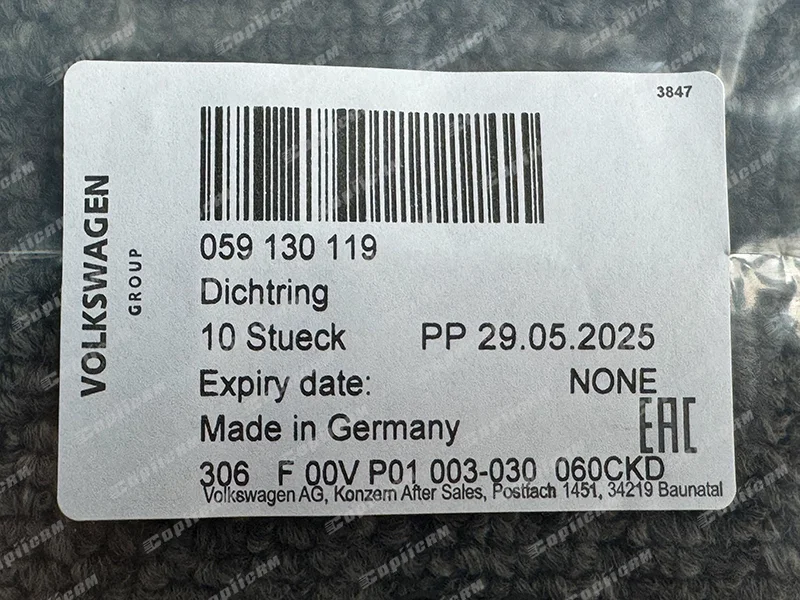 3847
VOLKSWAGEN
GROUP
059 130 119
Dichtring
10 Stueck PP 29.05.2025
Expiry date: NONE
Made in Germany
EAC
306 F 00V P01 003-030 060CKD
Volkswagen AG, Konzern After Sales, Postfach 1451, 34219 Baunatal